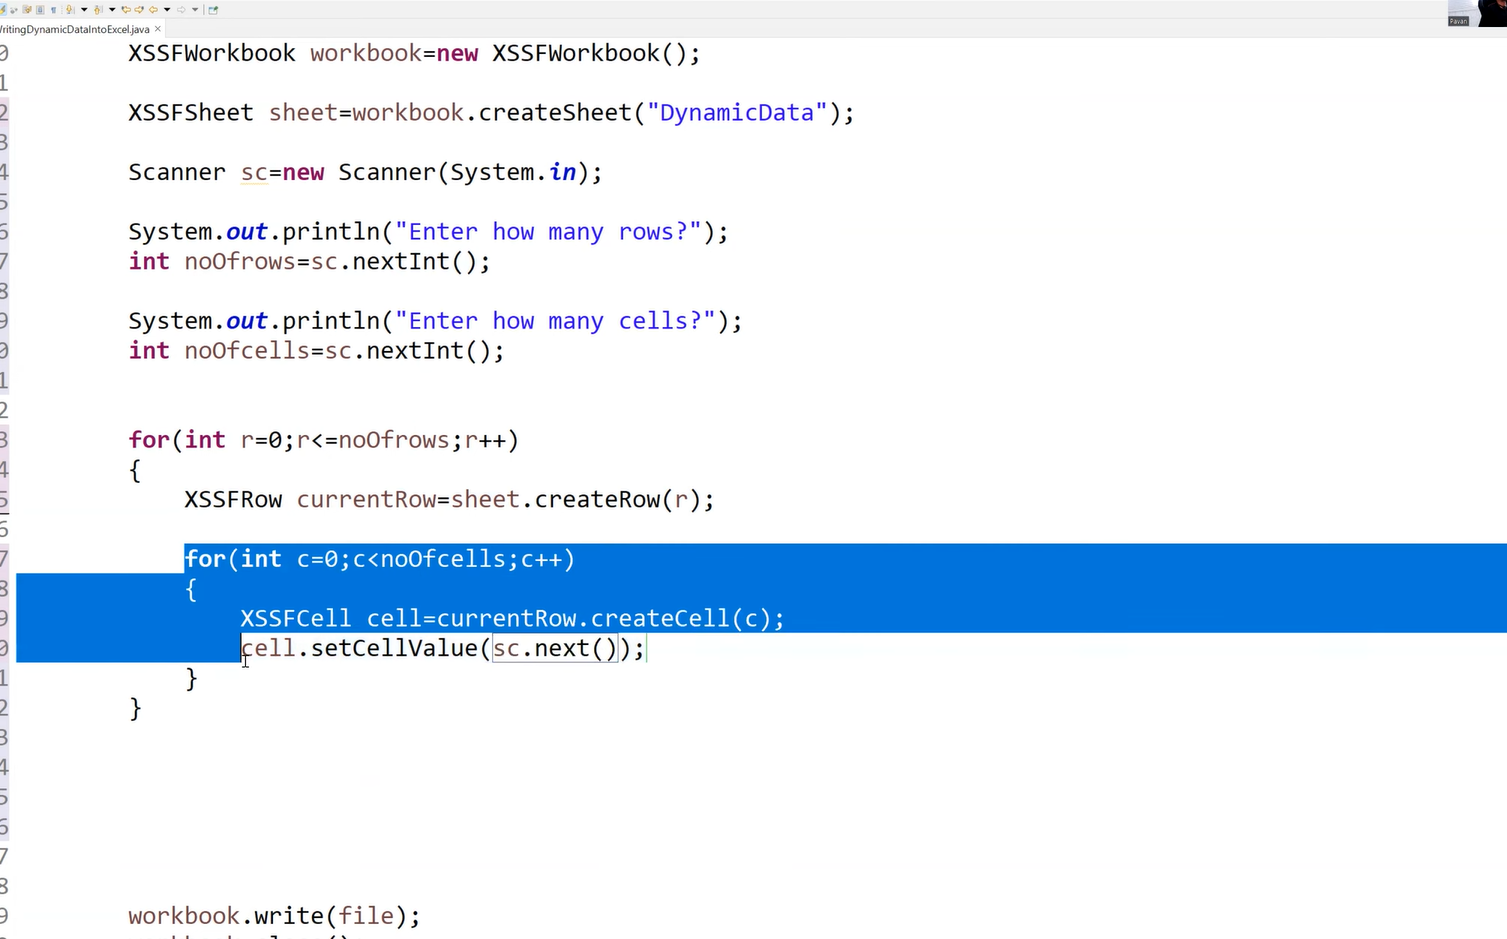 ritingDynamicDataIntoExcel.java
Pavan
0 XSSFWorkbook workbook=new XSSFWorkbook();
1
2 XSSFSheet sheet=workbook.createSheet("DynamicData");
3
4 Scanner sc=new Scanner(System.in);
5
6 System.out.println("Enter how many rows?");
7 int noOfrows=sc.nextInt();
8
9 System.out.println("Enter how many cells?");
0 int noOfcells=sc.nextInt();
1
2
3 for(int r=0;r<=noOfrows;r++)
4 {
5 XSSFRow currentRow=sheet.createRow(r);
6
7 for(int c=0;c<noOfcells;c++)
8 {
9 XSSFCell cell=currentRow.createCell(c);
0 cell.setCellValue(sc.next());
1 }
2 }
3
4
5
6
7
8
9 workbook.write(file);